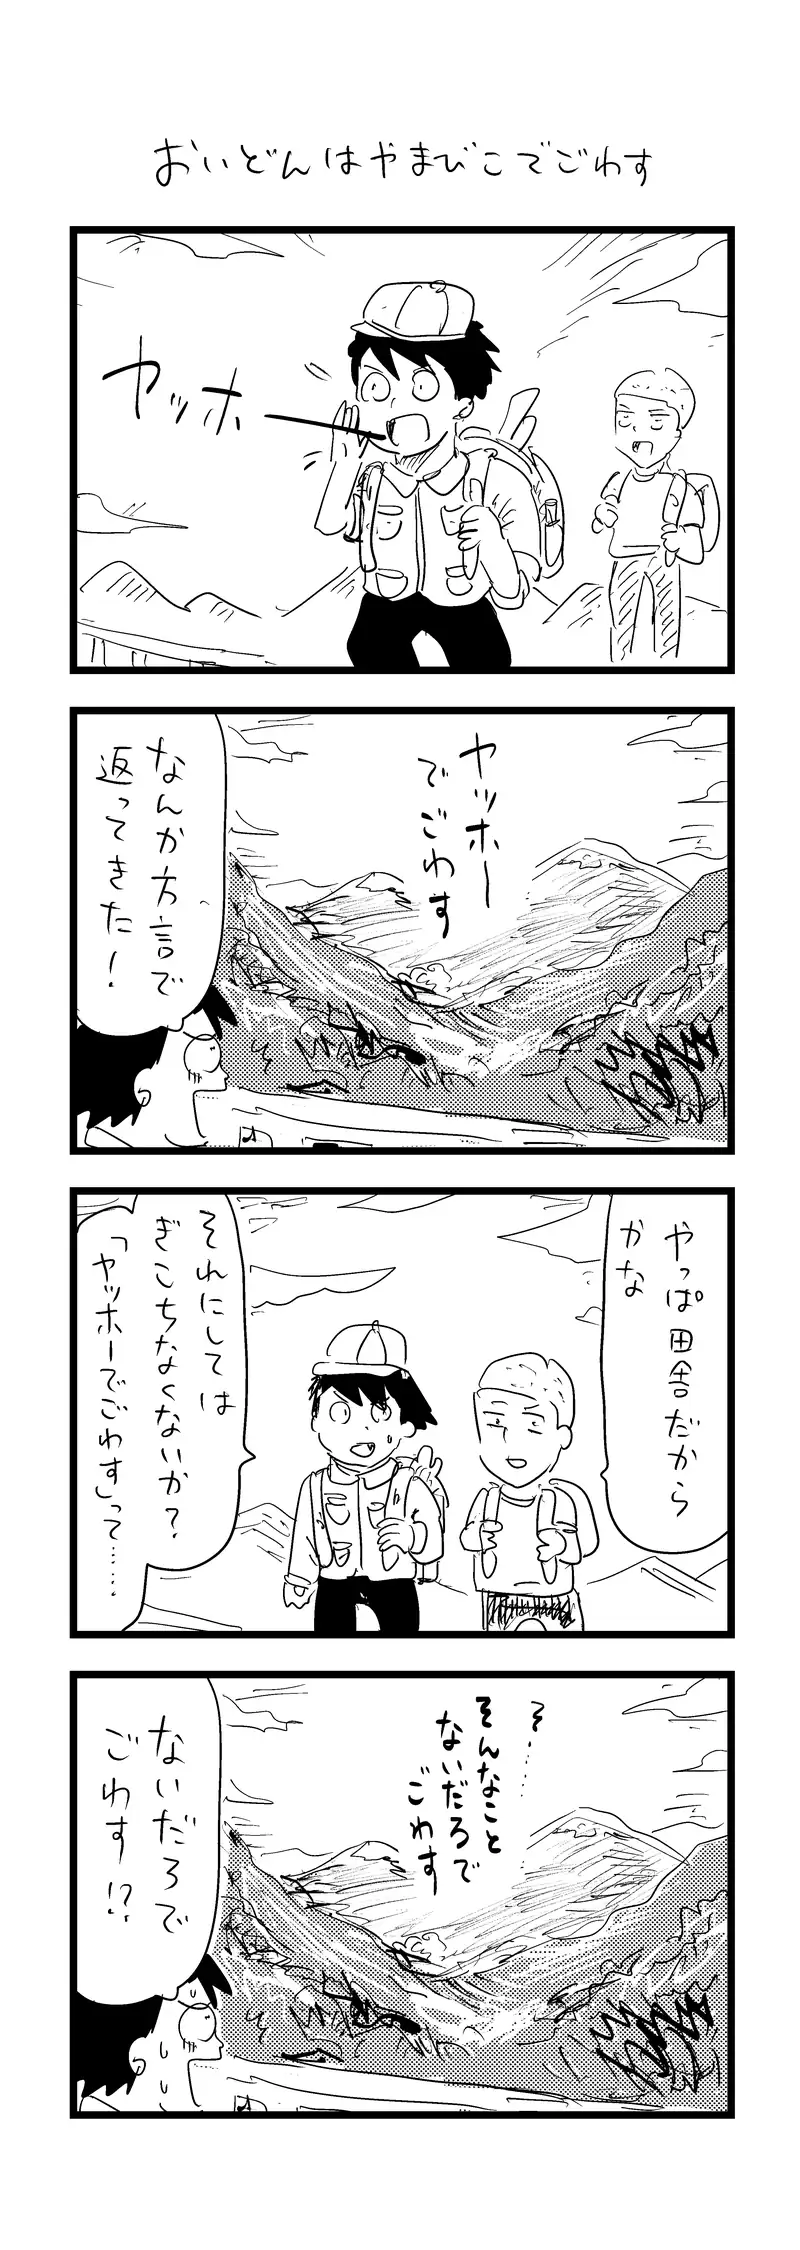 おいどんはやまびこでごわす
ヤッホー
ヤッホー
でごわす
なんか方言で
返ってきた！
やっぱ田舎だから
かな
それにしては
ぎこちなくないか？
「ヤッホーでごわす」って……
そ……
そんなこと
ないだろで
ごわす
ないだろで
ごわす!?